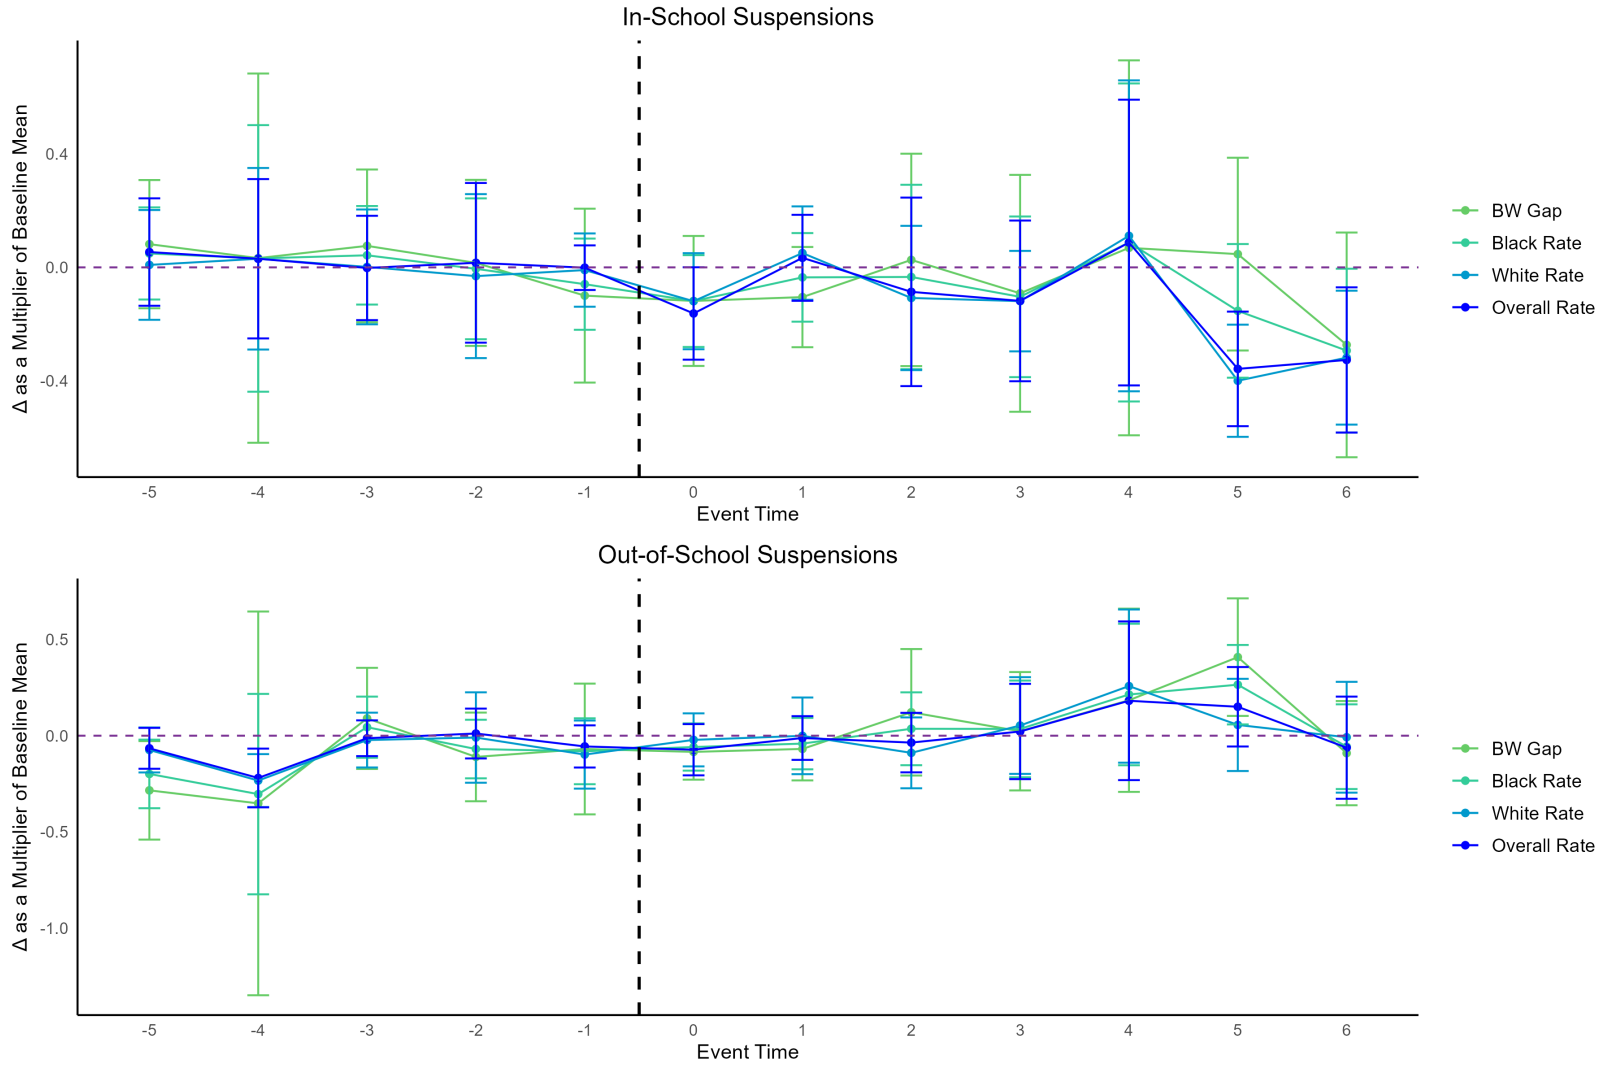 In-School Suspensions
Δ as a Multiplier of Baseline Mean
0.4
0.0
-0.4
-5 -4 -3 -2 -1 0 1 2 3 4 5 6
Event Time
BW Gap
Black Rate
White Rate
Overall Rate
Out-of-School Suspensions
Δ as a Multiplier of Baseline Mean
0.5
0.0
-0.5
-1.0
-5 -4 -3 -2 -1 0 1 2 3 4 5 6
Event Time
BW Gap
Black Rate
White Rate
Overall Rate